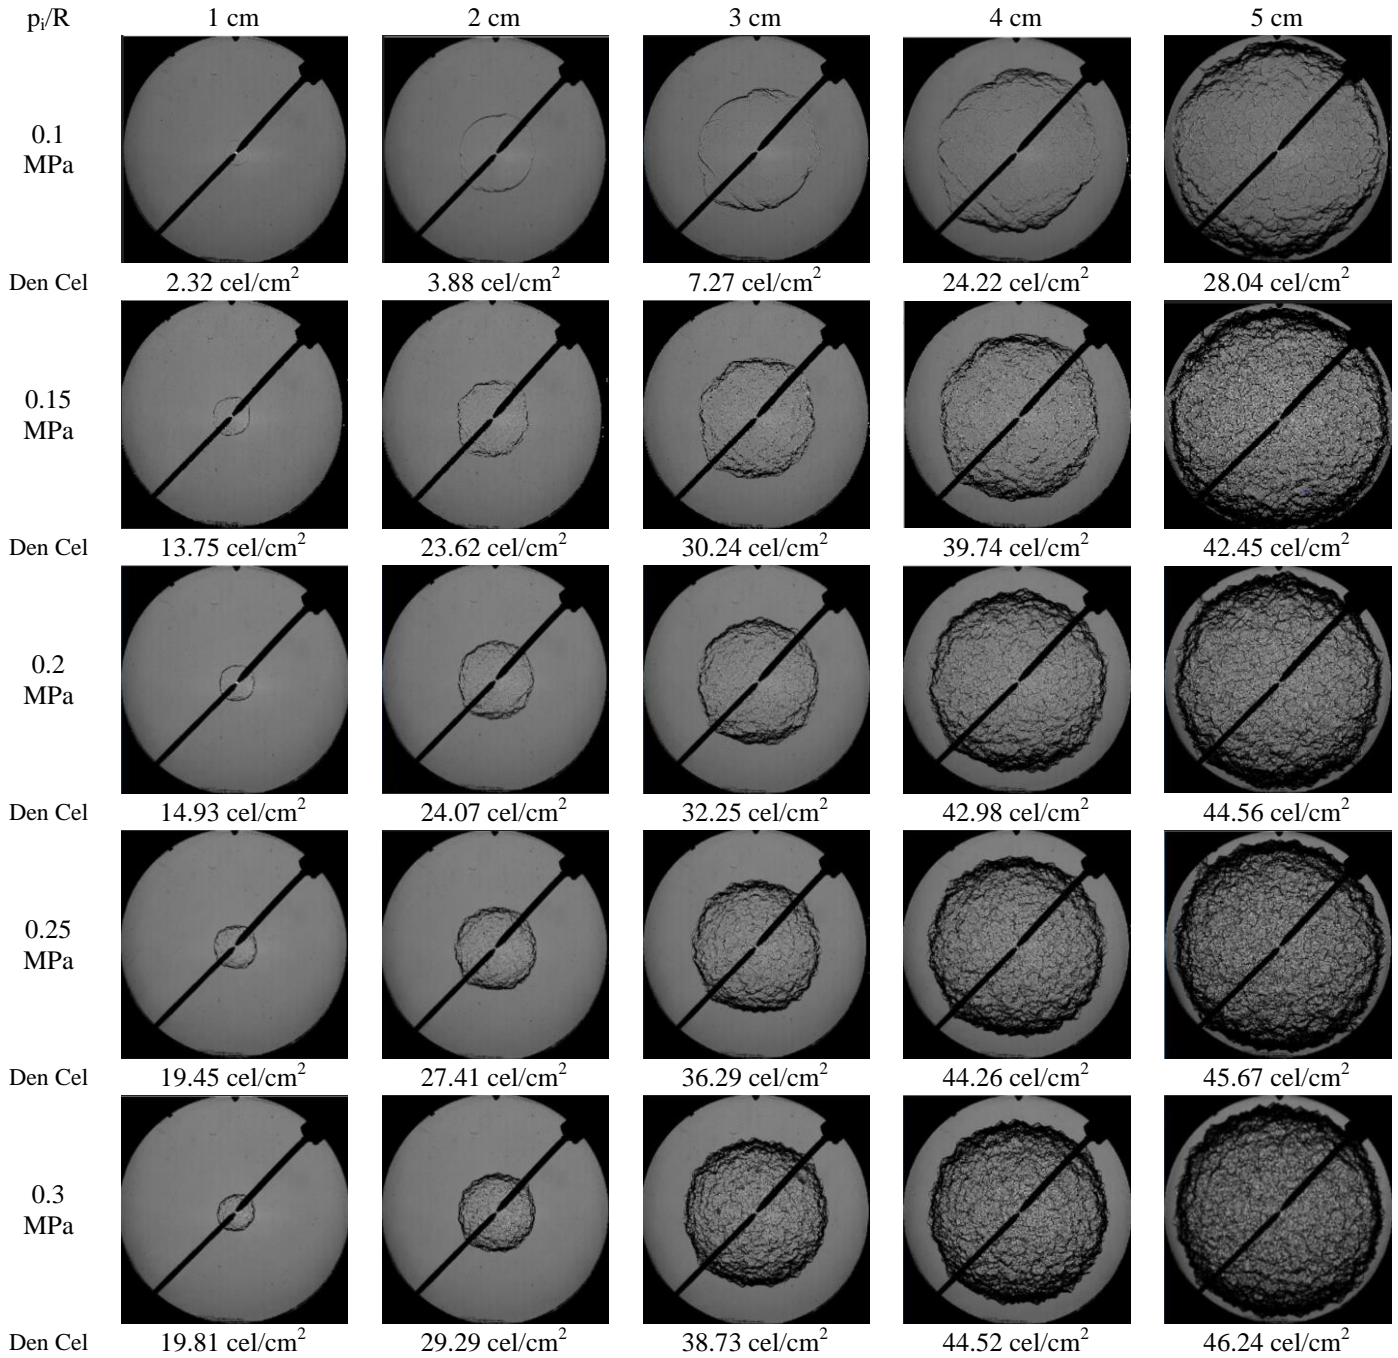 pᵢ/R 1 cm 2 cm 3 cm 4 cm 5 cm
0.1
MPa
Den Cel 2.32 cel/cm² 3.88 cel/cm² 7.27 cel/cm² 24.22 cel/cm² 28.04 cel/cm²
0.15
MPa
Den Cel 13.75 cel/cm² 23.62 cel/cm² 30.24 cel/cm² 39.74 cel/cm² 42.45 cel/cm²
0.2
MPa
Den Cel 14.93 cel/cm² 24.07 cel/cm² 32.25 cel/cm² 42.98 cel/cm² 44.56 cel/cm²
0.25
MPa
Den Cel 19.45 cel/cm² 27.41 cel/cm² 36.29 cel/cm² 44.26 cel/cm² 45.67 cel/cm²
0.3
MPa
Den Cel 19.81 cel/cm² 29.29 cel/cm² 38.73 cel/cm² 44.52 cel/cm² 46.24 cel/cm²